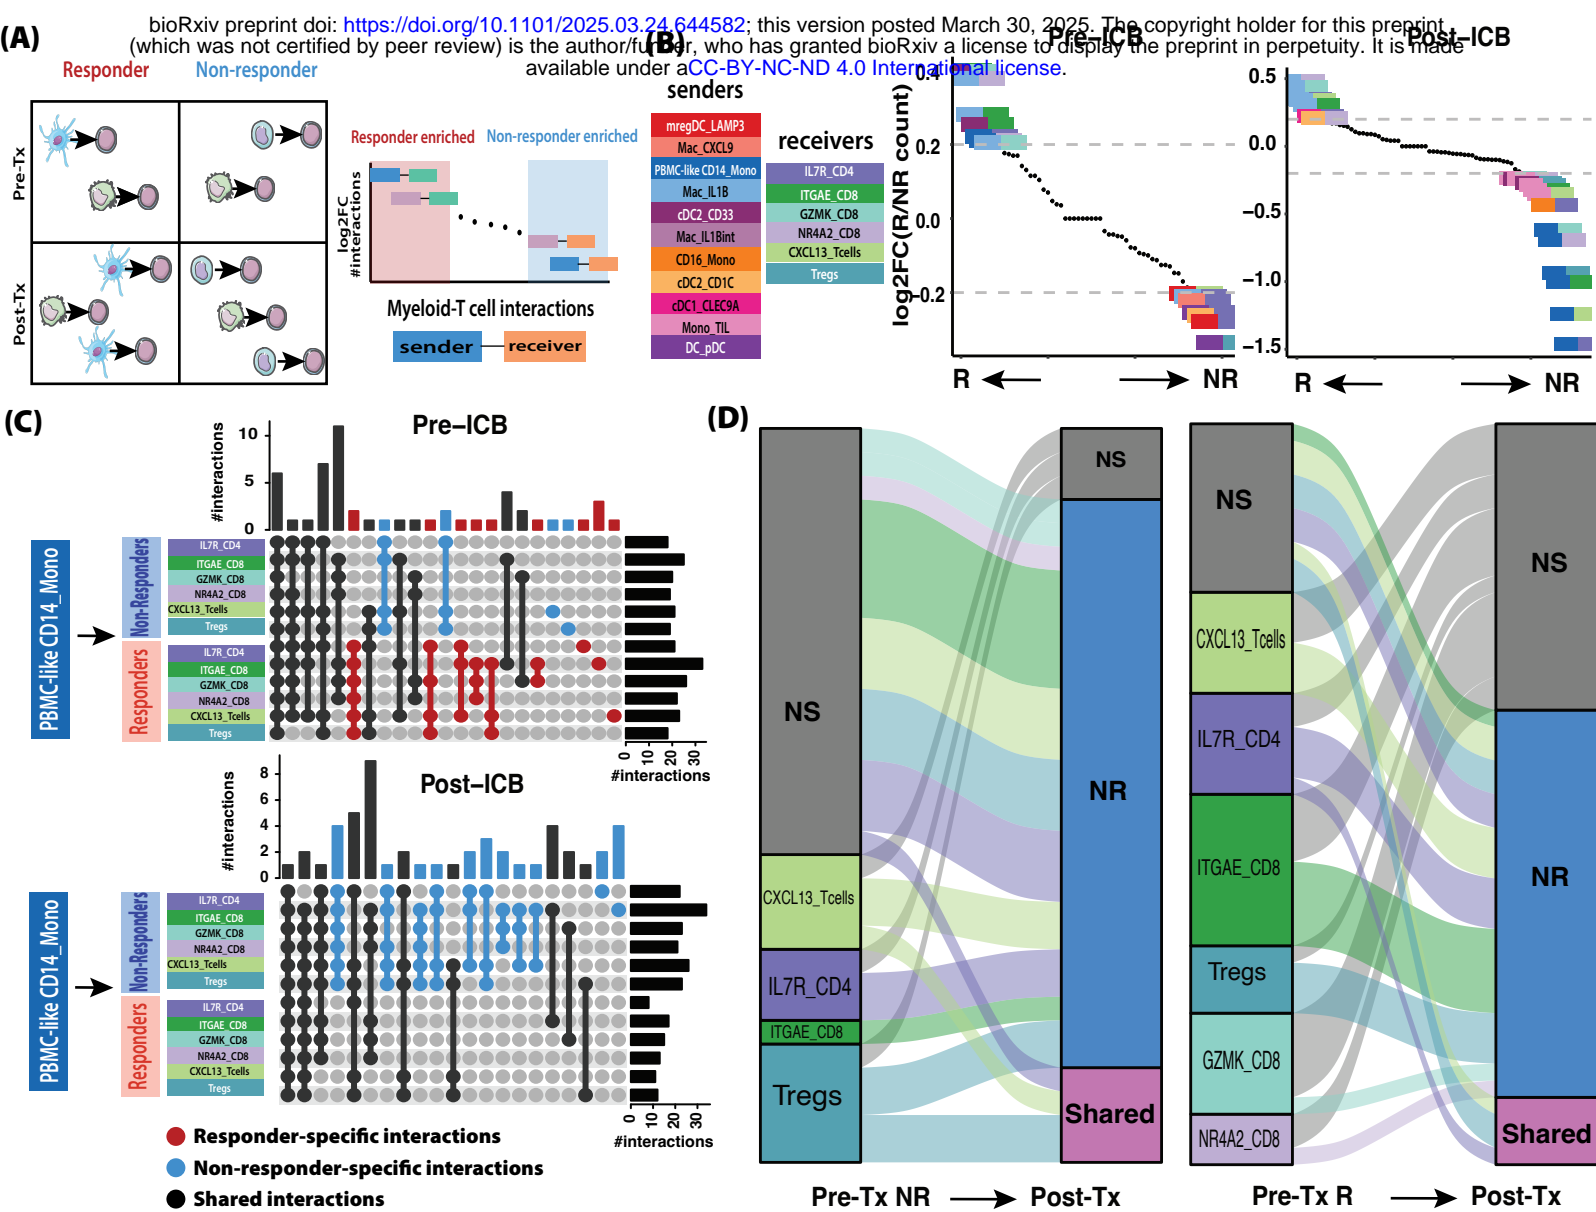 bioRxiv preprint doi: https://doi.org/10.1101/2025.03.24.644582; this version posted March 30, 2025. The copyright holder for this preprint
(which was not certified by peer review) is the author/funder, who has granted bioRxiv a license to display the preprint in perpetuity. It is made
available under aCC-BY-NC-ND 4.0 International license.
(A)
Responder
Non-responder
Pre-Tx
Post-Tx
Responder enriched
Non-responder enriched
log2FC
#interactions
Myeloid-T cell interactions
sender
receiver
(B)
senders
mregDC_LAMP3
Mac_CXCL9
PBMC-like CD14_Mono
Mac_IL1B
cDC2_CD33
Mac_IL1Bint
CD16_Mono
cDC2_CD1C
cDC1_CLEC9A
Mono_TIL
DC_pDC
receivers
IL7R_CD4
ITGAE_CD8
GZMK_CD8
NR4A2_CD8
CXCL13_Tcells
Tregs
Pre–ICB
log2FC(R/NR count)
0.4
0.2
0.0
−0.2
R
NR
Post–ICB
0.5
0.0
−0.5
−1.0
−1.5
R
NR
(C)
Pre–ICB
#interactions
10
5
0
PBMC-like CD14_Mono
Non-Responders
Responders
IL7R_CD4
ITGAE_CD8
GZMK_CD8
NR4A2_CD8
CXCL13_Tcells
Tregs
IL7R_CD4
ITGAE_CD8
GZMK_CD8
NR4A2_CD8
CXCL13_Tcells
Tregs
0
10
20
30
#interactions
Post–ICB
#interactions
8
6
4
2
0
PBMC-like CD14_Mono
Non-Responders
Responders
IL7R_CD4
ITGAE_CD8
GZMK_CD8
NR4A2_CD8
CXCL13_Tcells
Tregs
IL7R_CD4
ITGAE_CD8
GZMK_CD8
NR4A2_CD8
CXCL13_Tcells
Tregs
0
10
20
30
#interactions
Responder-specific interactions
Non-responder-specific interactions
Shared interactions
(D)
NS
CXCL13_Tcells
IL7R_CD4
ITGAE_CD8
Tregs
NS
NR
Shared
Pre-Tx NR
Post-Tx
NS
CXCL13_Tcells
IL7R_CD4
ITGAE_CD8
Tregs
GZMK_CD8
NR4A2_CD8
NS
NR
Shared
Pre-Tx R
Post-Tx